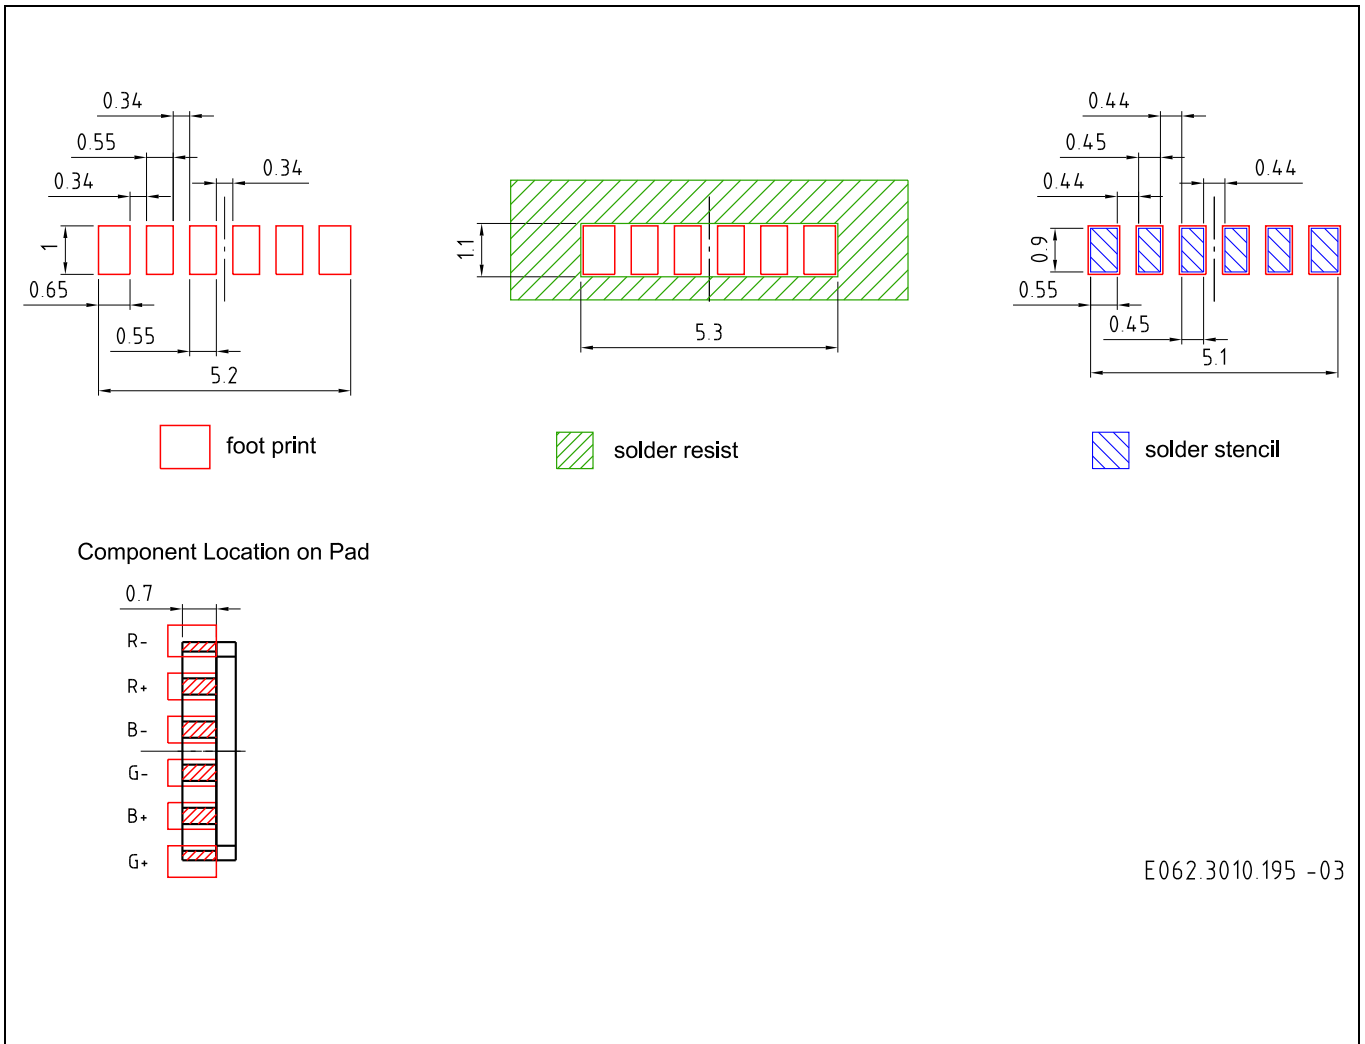 0.34
0.55
0.34
0.34
1
0.65
0.55
5.2
1.1
5.3
0.44
0.45
0.44
0.44
0.9
0.55
0.45
5.1
foot print
solder resist
solder stencil
Component Location on Pad
0.7
R-
R+
B-
G-
B+
G+
E062.3010.195 -03